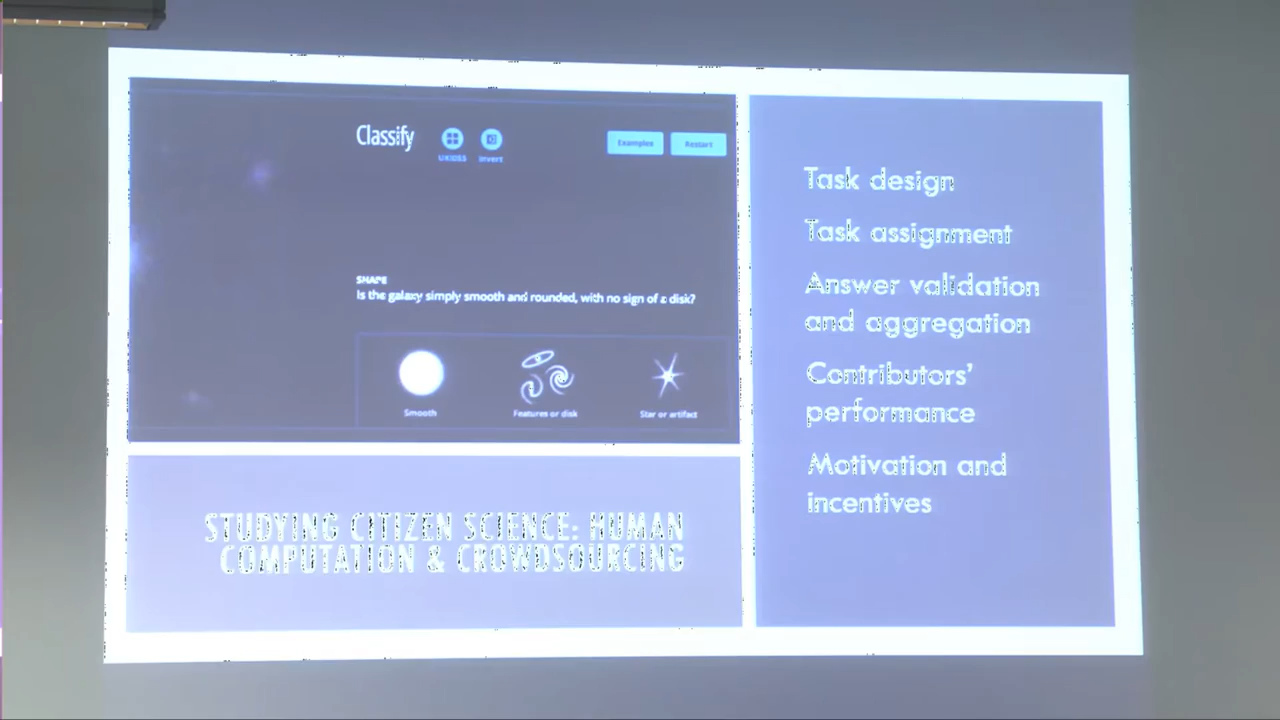 Classify
UKIDSS
Invert
Examples
Restart
SHAPE
Is the galaxy simply smooth and rounded, with no sign of a disk?
Smooth
Features or disk
Star or artifact
STUDYING CITIZEN SCIENCE: HUMAN
COMPUTATION & CROWDSOURCING
Task design
Task assignment
Answer validation
and aggregation
Contributors'
performance
Motivation and
incentives